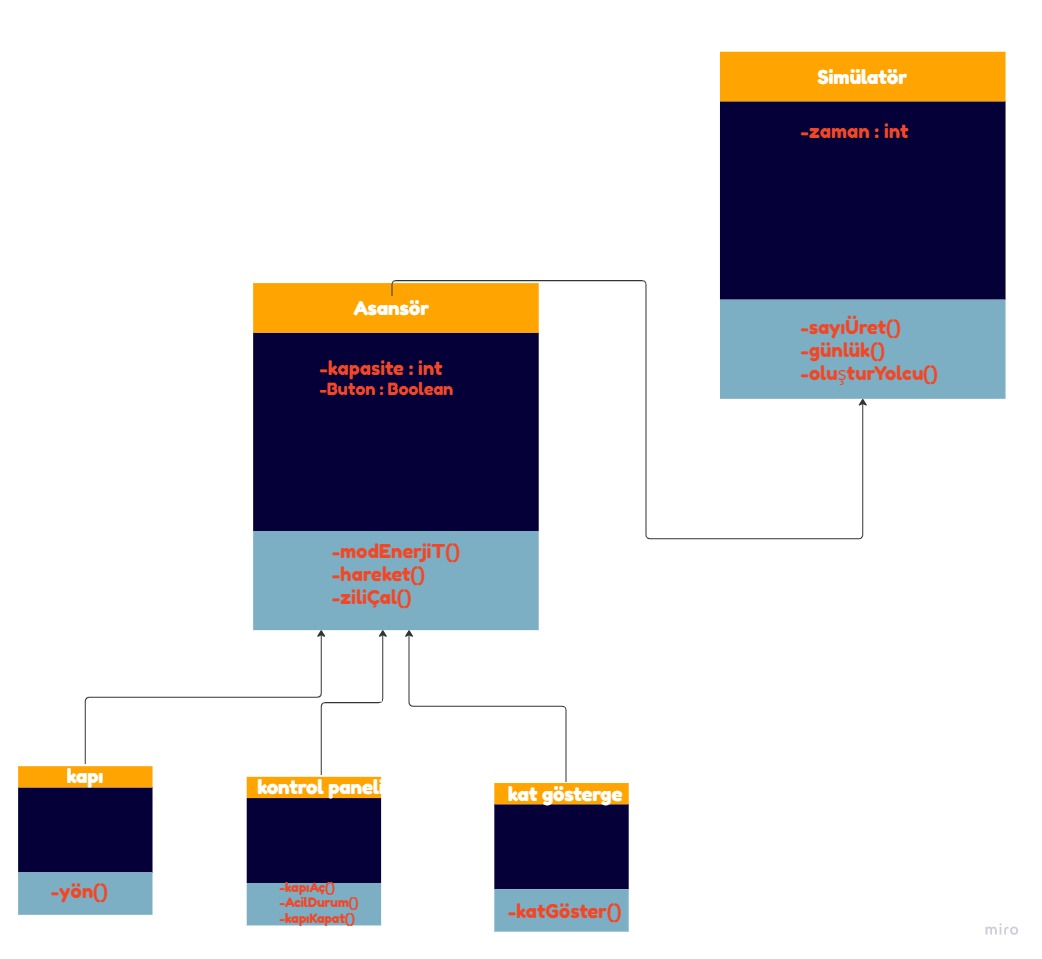 Simülatör
-zaman : int
-sayıÜret()
-günlük()
-oluşturYolcu()
Asansör
-kapasite : int
-Buton : Boolean
-modEnerjiT()
-hareket()
-ziliÇal()
kapı
-yön()
kontrol paneli
-kapıAç()
-AcilDurum()
-kapıKapat()
kat gösterge
-katGöster()
miro